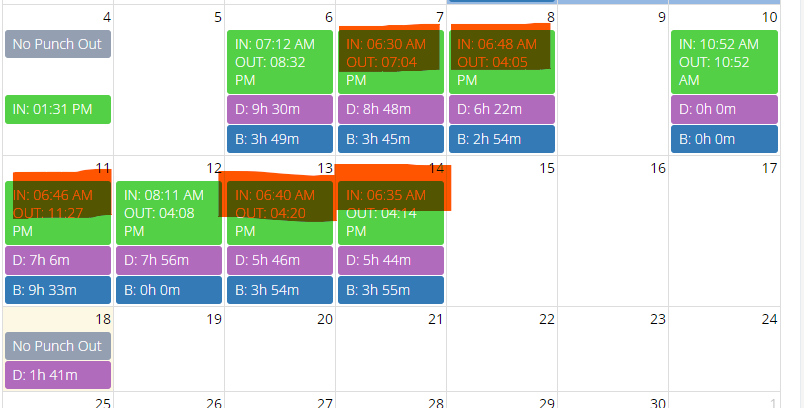 4 5 6 7 8 9 10
No Punch Out
IN: 01:31 PM
IN: 07:12 AM
OUT: 08:32
PM
D: 9h 30m
B: 3h 49m
IN: 06:30 AM
OUT: 07:04
PM
D: 8h 48m
B: 3h 45m
IN: 06:48 AM
OUT: 04:05
PM
D: 6h 22m
B: 2h 54m
IN: 10:52 AM
OUT: 10:52
AM
D: 0h 0m
B: 0h 0m
11 12 13 14 15 16 17
IN: 06:46 AM
OUT: 11:27
PM
D: 7h 6m
B: 9h 33m
IN: 08:11 AM
OUT: 04:08
PM
D: 7h 56m
B: 0h 0m
IN: 06:40 AM
OUT: 04:20
PM
D: 5h 46m
B: 3h 54m
IN: 06:35 AM
OUT: 04:14
PM
D: 5h 44m
B: 3h 55m
18 19 20 21 22 23 24
No Punch Out
D: 1h 41m
25 26 27 28 29 30 1